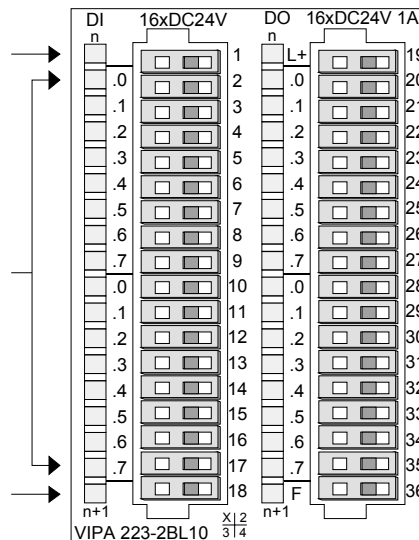 DI 16xDC24V DO 16xDC24V 1A
n n
1 L+ 19
.0 2 .0 20
.1 3 .1 21
.2 4 .2 22
.3 5 .3 23
.4 6 .4 24
.5 7 .5 25
.6 8 .6 26
.7 9 .7 27
.0 10 .0 28
.1 11 .1 29
.2 12 .2 30
.3 13 .3 31
.4 14 .4 32
.5 15 .5 33
.6 16 .6 34
.7 17 .7 35
18 F 36
n+1 n+1
VIPA 223-2BL10
X 2
3 4